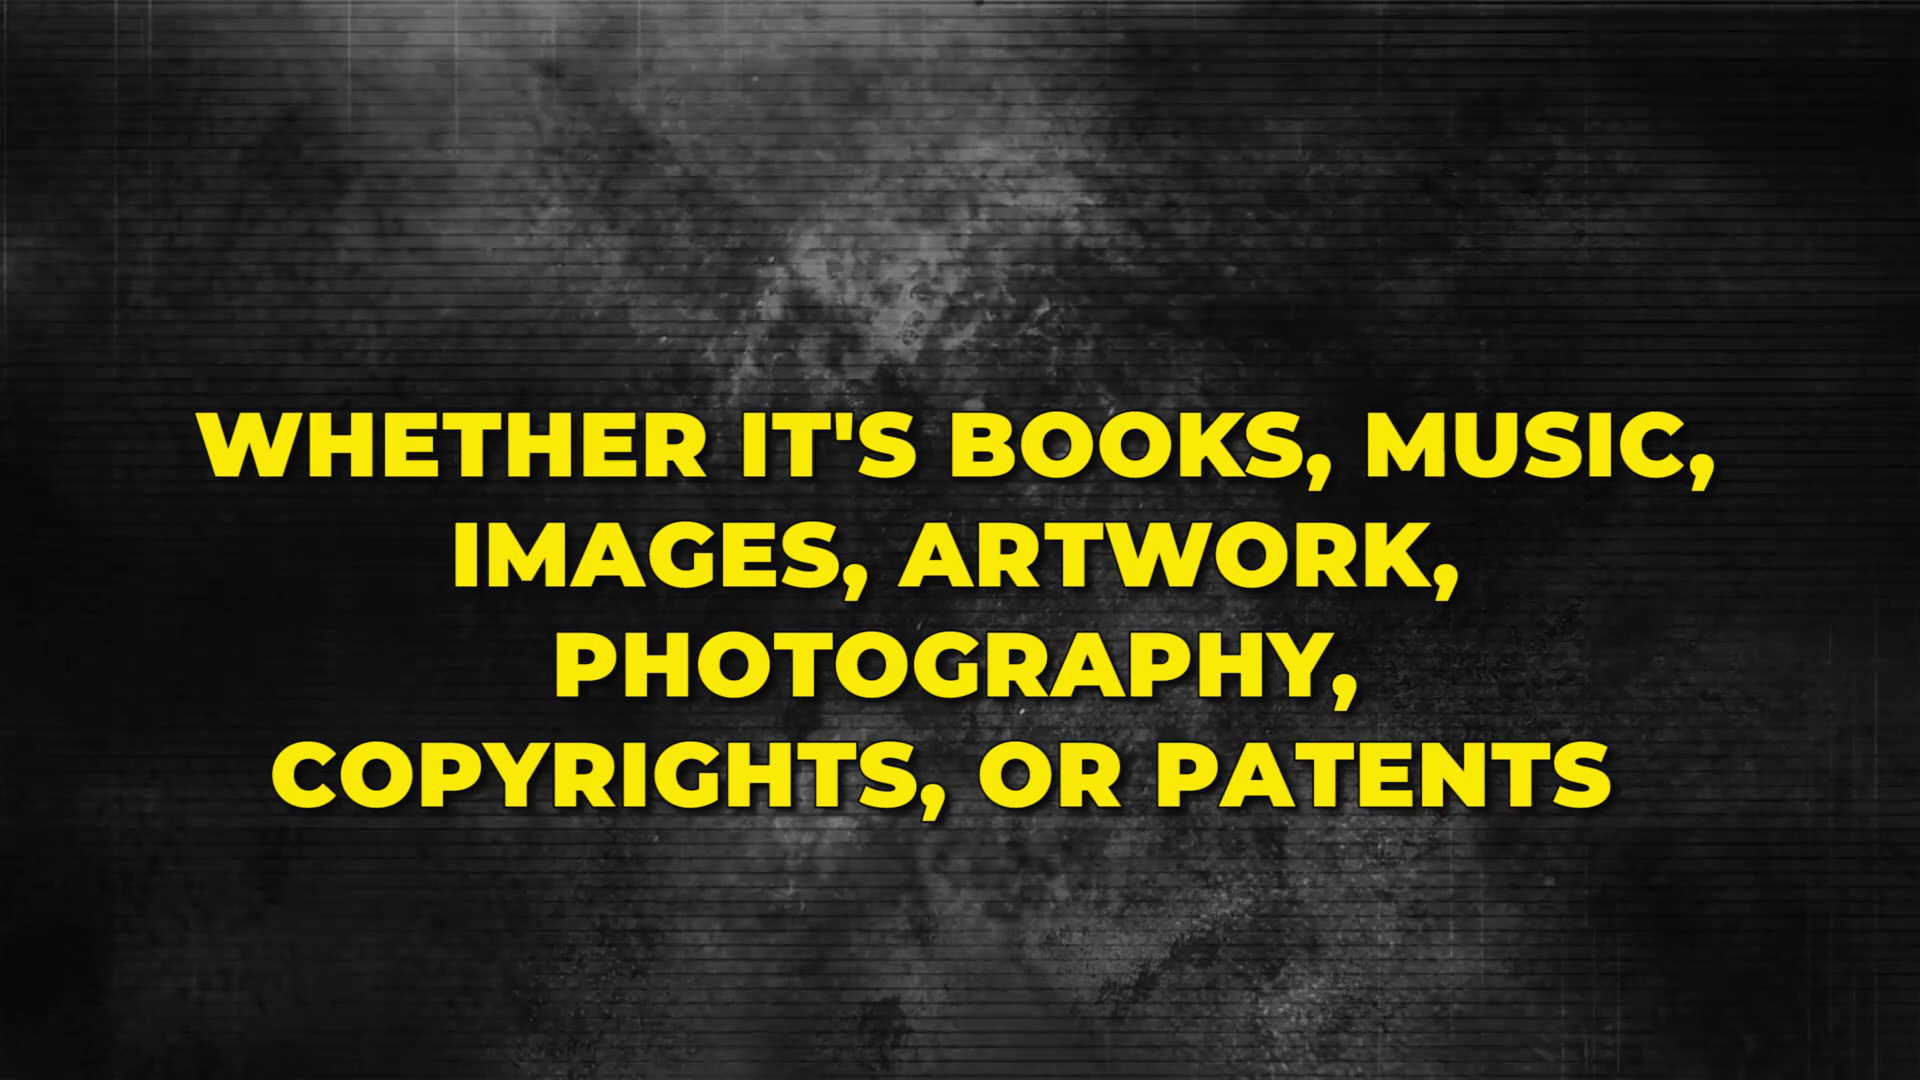 WHETHER IT'S BOOKS, MUSIC,
IMAGES, ARTWORK,
PHOTOGRAPHY,
COPYRIGHTS, OR PATENTS